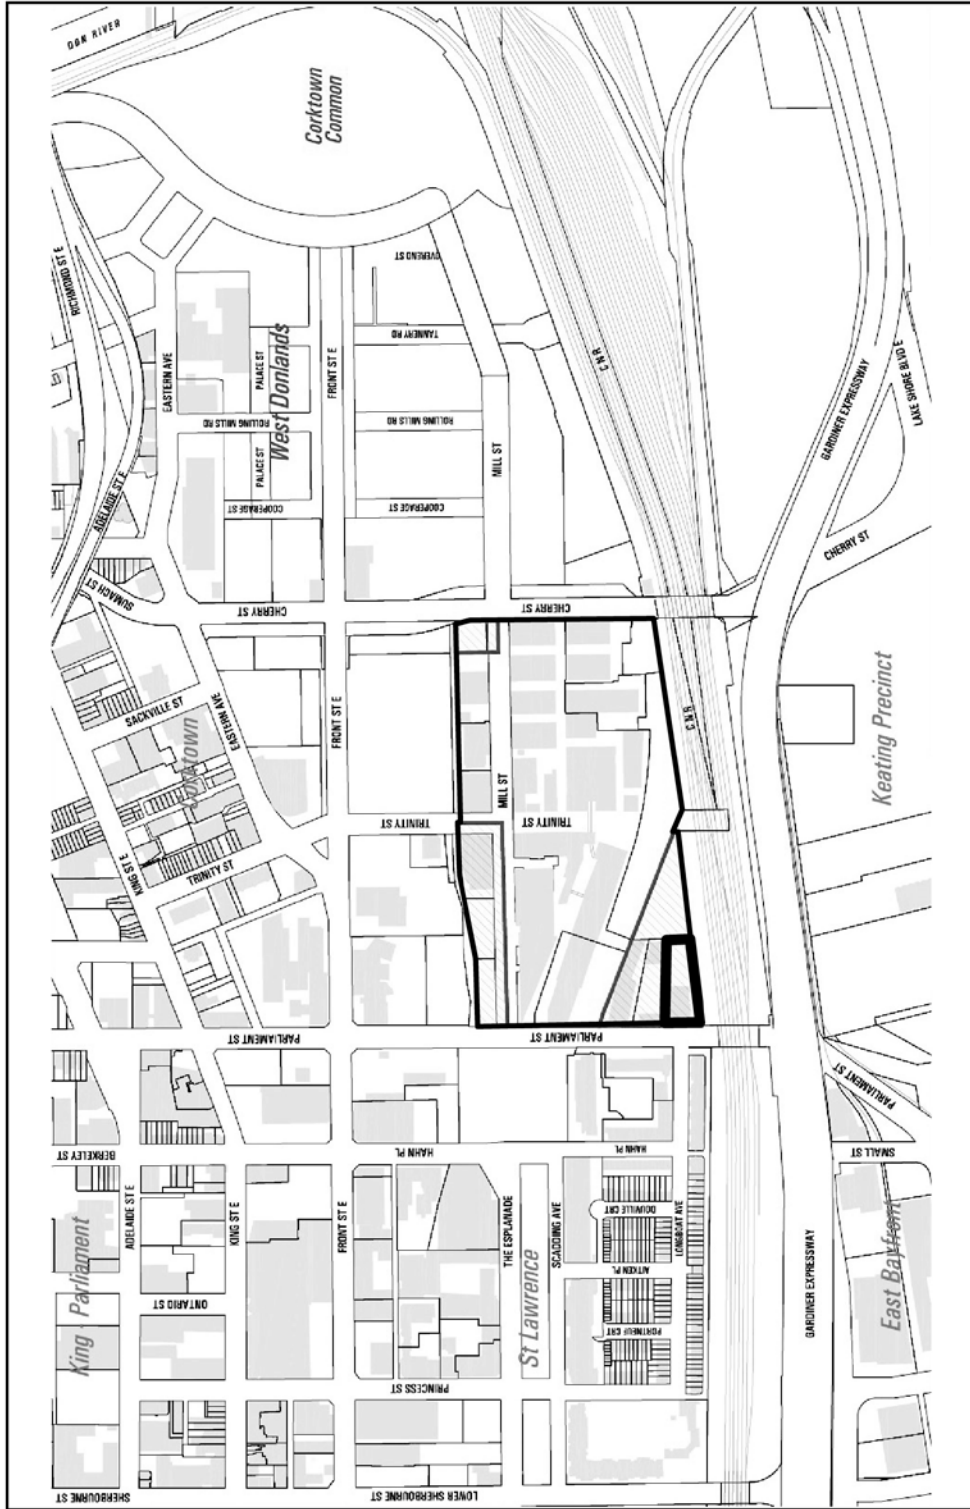 DON RIVER
Corktown
Common
RICHMOND ST E
OVEREND ST
TANNERY RD
C N R
EASTERN AVE
PALACE ST
FRONT ST E
West Donlands
ROLLING MILLS RD
ROLLING MILLS RD
GARDINER EXPRESSWAY
LAKE SHORE BLVD E
ADELAIDE ST E
PALACE ST
MILL ST
COOPERAGE ST
COOPERAGE ST
CHERRY ST
SUMACH ST
CHERRY ST
CHERRY ST
SACKVILLE ST
EASTERN AVE
FRONT ST E
C N R
Corktown
Keating Precinct
MILL ST
TRINITY ST
TRINITY ST
KING ST E
TRINITY ST
PARLIAMENT ST
PARLIAMENT ST
PARLIAMENT ST
BERKELEY ST
HAHN PL
HAHN PL
SMALL ST
DOUVILLE CRT
ADELAIDE ST E
KING ST E
FRONT ST E
THE ESPLANADE
SCADDING AVE
LONGBOAT AVE
King - Parliament
AITKEN PL
GARDINER EXPRESSWAY
East Bayfront
ONTARIO ST
St Lawrence
PORTNEUF CRT
PRINCESS ST
SHERBOURNE ST
LOWER SHERBOURNE ST